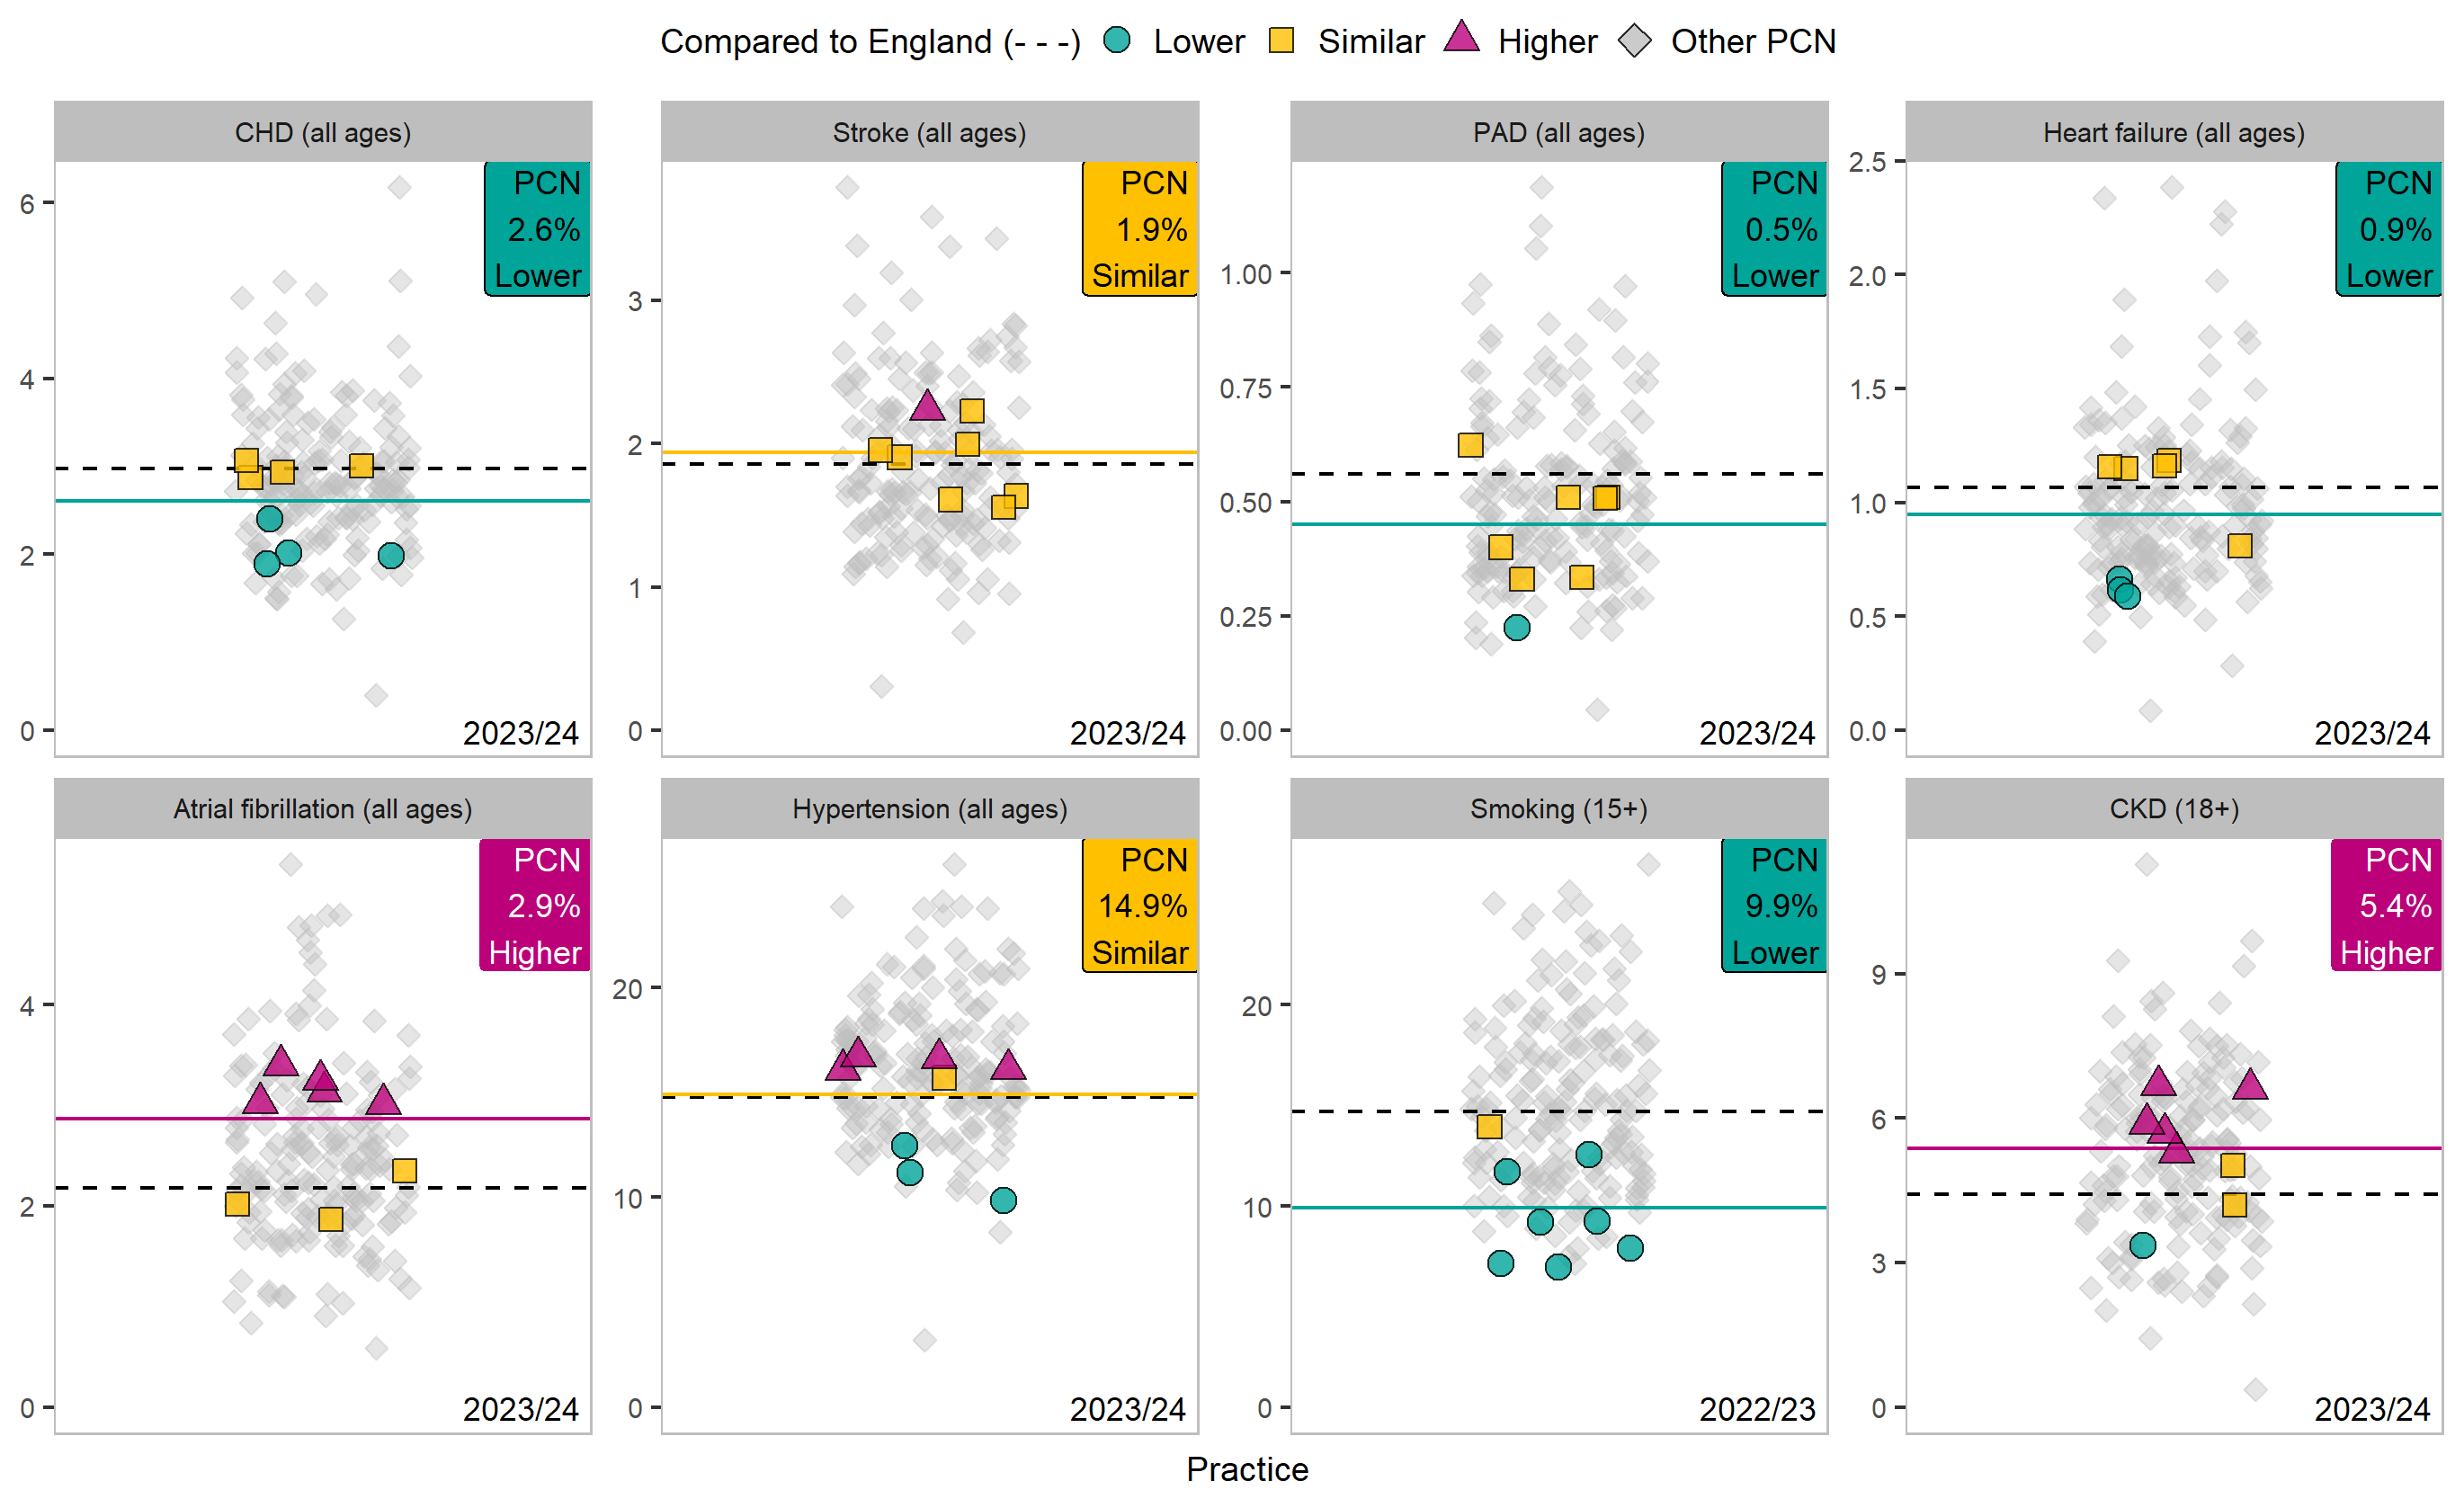 Compared to England (- - -) Lower Similar Higher Other PCN
CHD (all ages)
PCN
2.6%
Lower
6
4
2
0
2023/24
Stroke (all ages)
PCN
1.9%
Similar
3
2
1
0
2023/24
PAD (all ages)
PCN
0.5%
Lower
1.00
0.75
0.50
0.25
0.00
2023/24
Heart failure (all ages)
PCN
0.9%
Lower
2.5
2.0
1.5
1.0
0.5
0.0
2023/24
Atrial fibrillation (all ages)
PCN
2.9%
Higher
4
2
0
2023/24
Hypertension (all ages)
PCN
14.9%
Similar
20
10
0
2023/24
Smoking (15+)
PCN
9.9%
Lower
20
10
0
2022/23
CKD (18+)
PCN
5.4%
Higher
9
6
3
0
2023/24
Practice